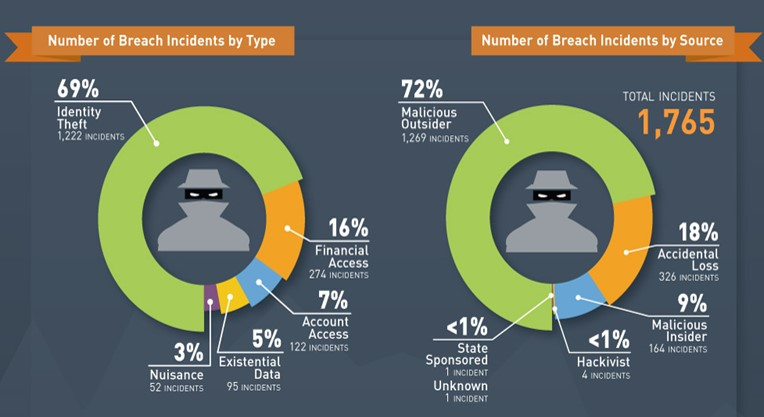 Number of Breach Incidents by Type
69%
Identity
Theft
1,222 INCIDENTS
16%
Financial
Access
274 INCIDENTS
7%
Account
Access
122 INCIDENTS
5%
Existential
Data
95 INCIDENTS
3%
Nuisance
52 INCIDENTS
Number of Breach Incidents by Source
TOTAL INCIDENTS
1,765
72%
Malicious
Outsider
1,269 INCIDENTS
18%
Accidental
Loss
326 INCIDENTS
9%
Malicious
Insider
164 INCIDENTS
<1%
Hackivist
4 INCIDENTS
<1%
State
Sponsored
1 INCIDENT
Unknown
1 INCIDENT